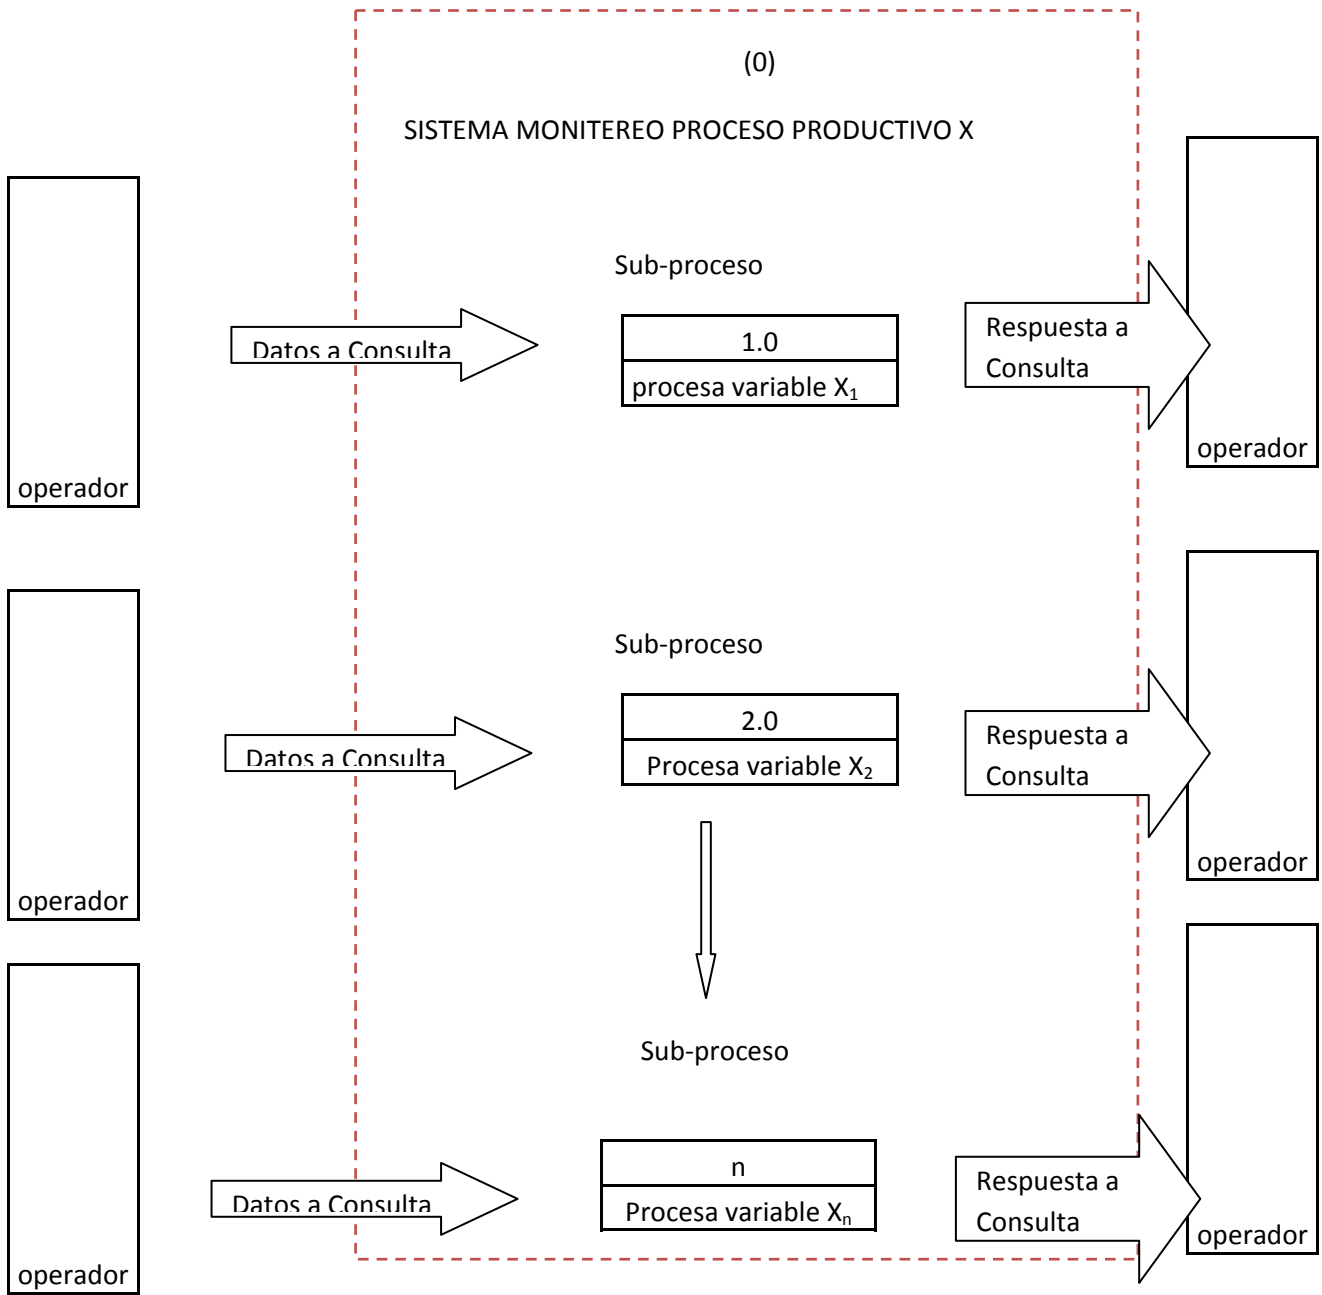 (0)
SISTEMA MONITEREO PROCESO PRODUCTIVO X
Sub-proceso
Datos a Consulta
1.0
procesa variable X₁
Respuesta a
Consulta
operador
operador
Sub-proceso
Datos a Consulta
2.0
Procesa variable X₂
Respuesta a
Consulta
operador
operador
Sub-proceso
Datos a Consulta
n
Procesa variable Xₙ
Respuesta a
Consulta
operador
operador